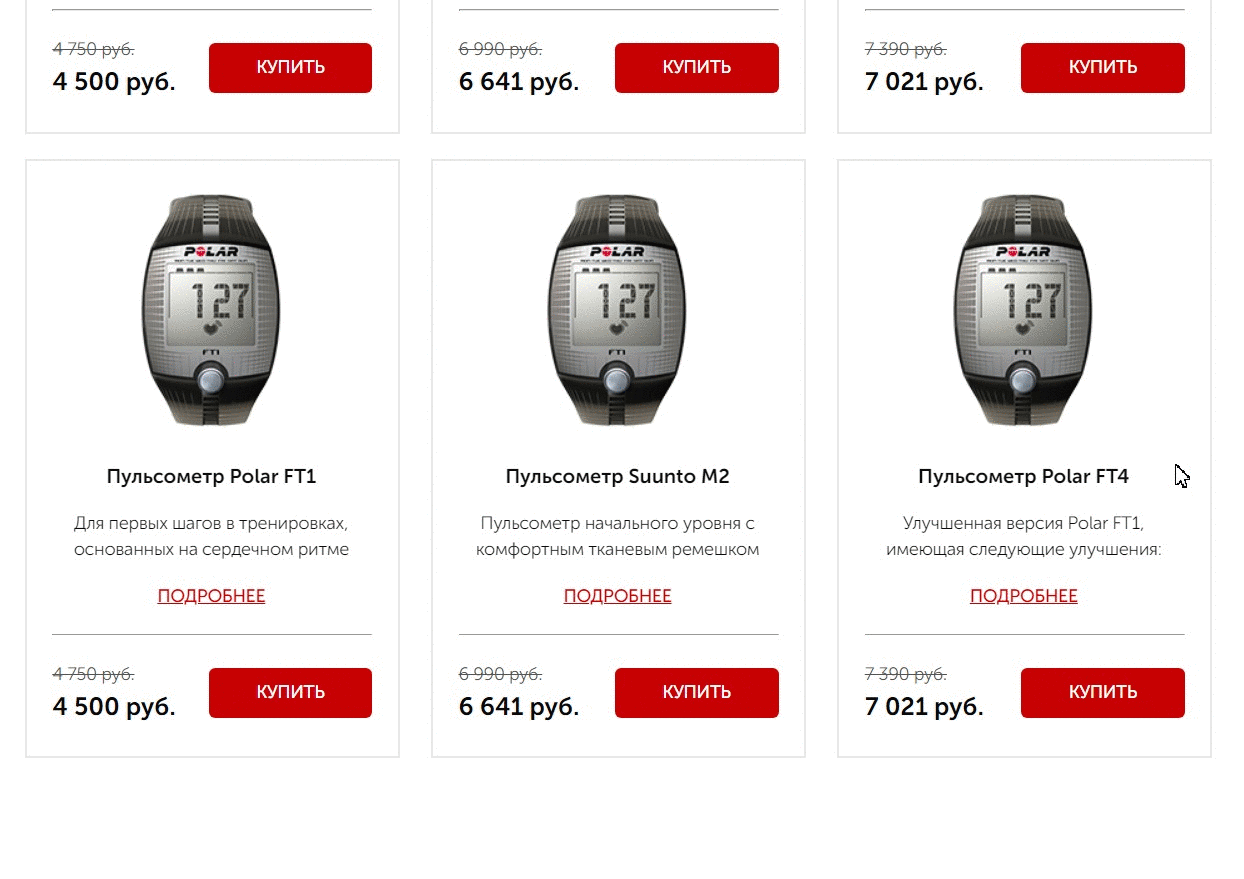 4 750 руб.
4 500 руб.
КУПИТЬ
6 990 руб.
6 641 руб.
КУПИТЬ
7 390 руб.
7 021 руб.
КУПИТЬ
POLAR
127
FT1
POLAR
127
FT1
POLAR
127
FT1
Пульсометр Polar FT1
Для первых шагов в тренировках,
основанных на сердечном ритме
ПОДРОБНЕЕ
4 750 руб.
4 500 руб.
КУПИТЬ
Пульсометр Suunto M2
Пульсометр начального уровня с
комфортным тканевым ремешком
ПОДРОБНЕЕ
6 990 руб.
6 641 руб.
КУПИТЬ
Пульсометр Polar FT4
Улучшенная версия Polar FT1,
имеющая следующие улучшения:
ПОДРОБНЕЕ
7 390 руб.
7 021 руб.
КУПИТЬ